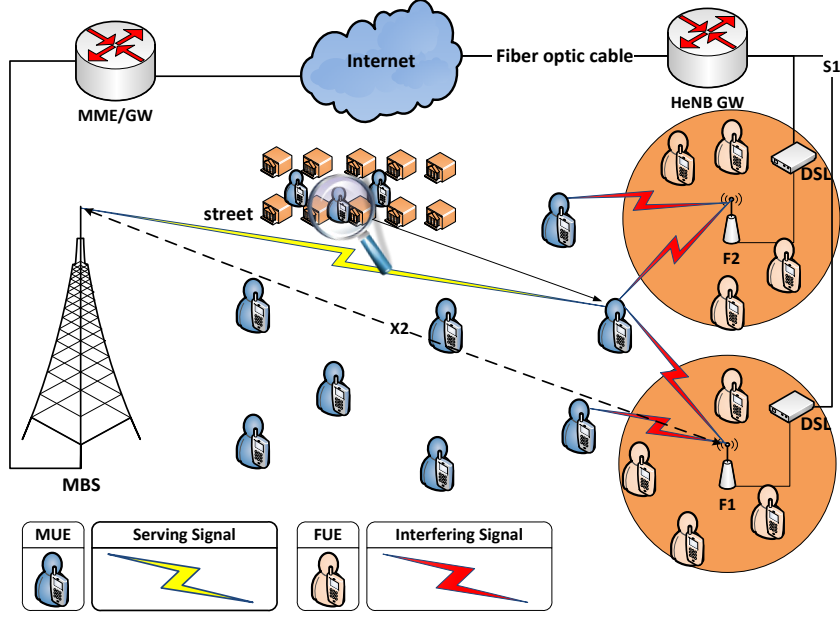 Internet
Fiber optic cable
S1
MME/GW
HeNB GW
DSL
street
F2
X2
DSL
MBS
F1
MUE
Serving Signal
FUE
Interfering Signal